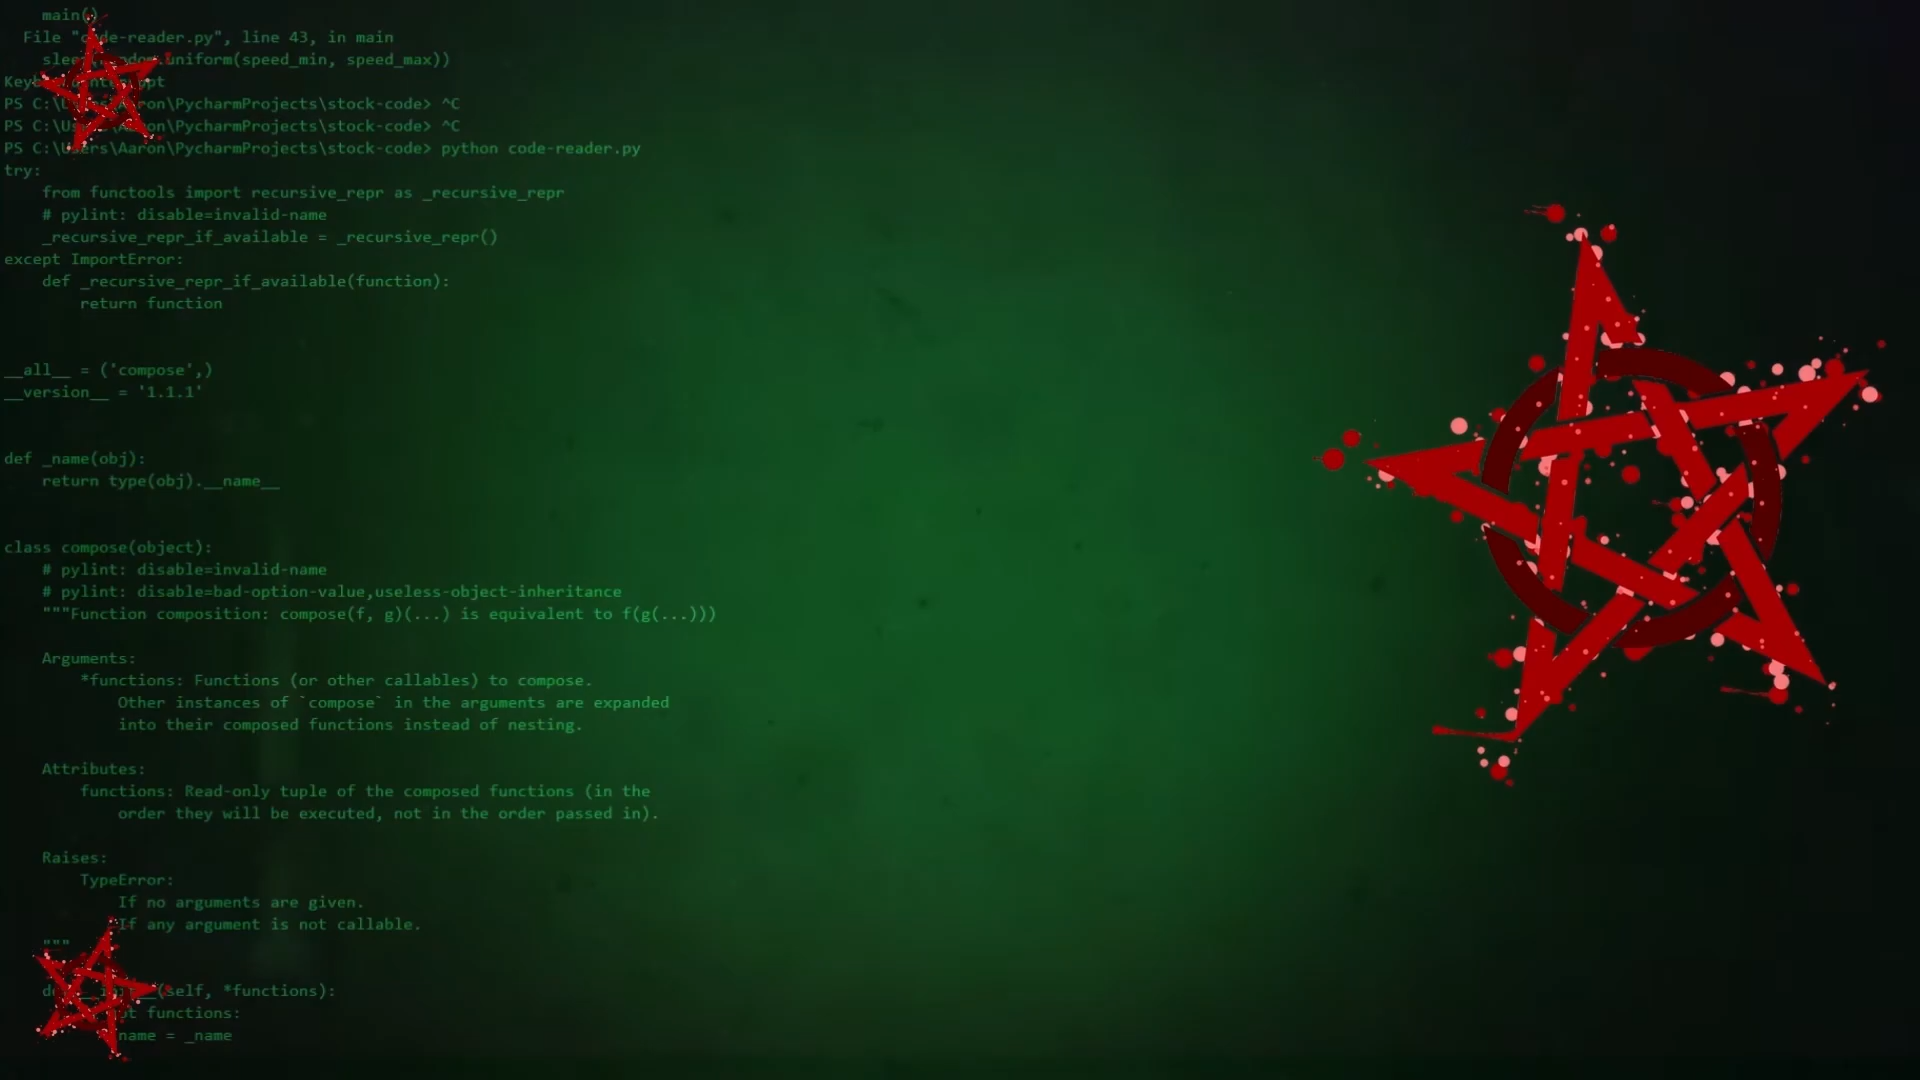 main()
File "code-reader.py", line 43, in main
uniform(speed_min, speed_max))
PS C:\Users\Aaron\PycharmProjects\stock-code> ^C
PS C:\Users\Aaron\PycharmProjects\stock-code> ^C
PS C:\Users\Aaron\PycharmProjects\stock-code> python code-reader.py
try:
from functools import recursive_repr as _recursive_repr
# pylint: disable=invalid-name
_recursive_repr_if_available = _recursive_repr()
except ImportError:
def _recursive_repr_if_available(function):
return function
__all__ = ('compose',)
__version__ = '1.1.1'
def _name(obj):
return type(obj).__name__
class compose(object):
# pylint: disable=invalid-name
# pylint: disable=bad-option-value,useless-object-inheritance
"""Function composition: compose(f, g)(...) is equivalent to f(g(...)))
Arguments:
*functions: Functions (or other callables) to compose.
Other instances of `compose` in the arguments are expanded
into their composed functions instead of nesting.
Attributes:
functions: Read-only tuple of the composed functions (in the
order they will be executed, not in the order passed in).
Raises:
TypeError:
If no arguments are given.
If any argument is not callable.
"""
(self, *functions):
functions:
name = _name